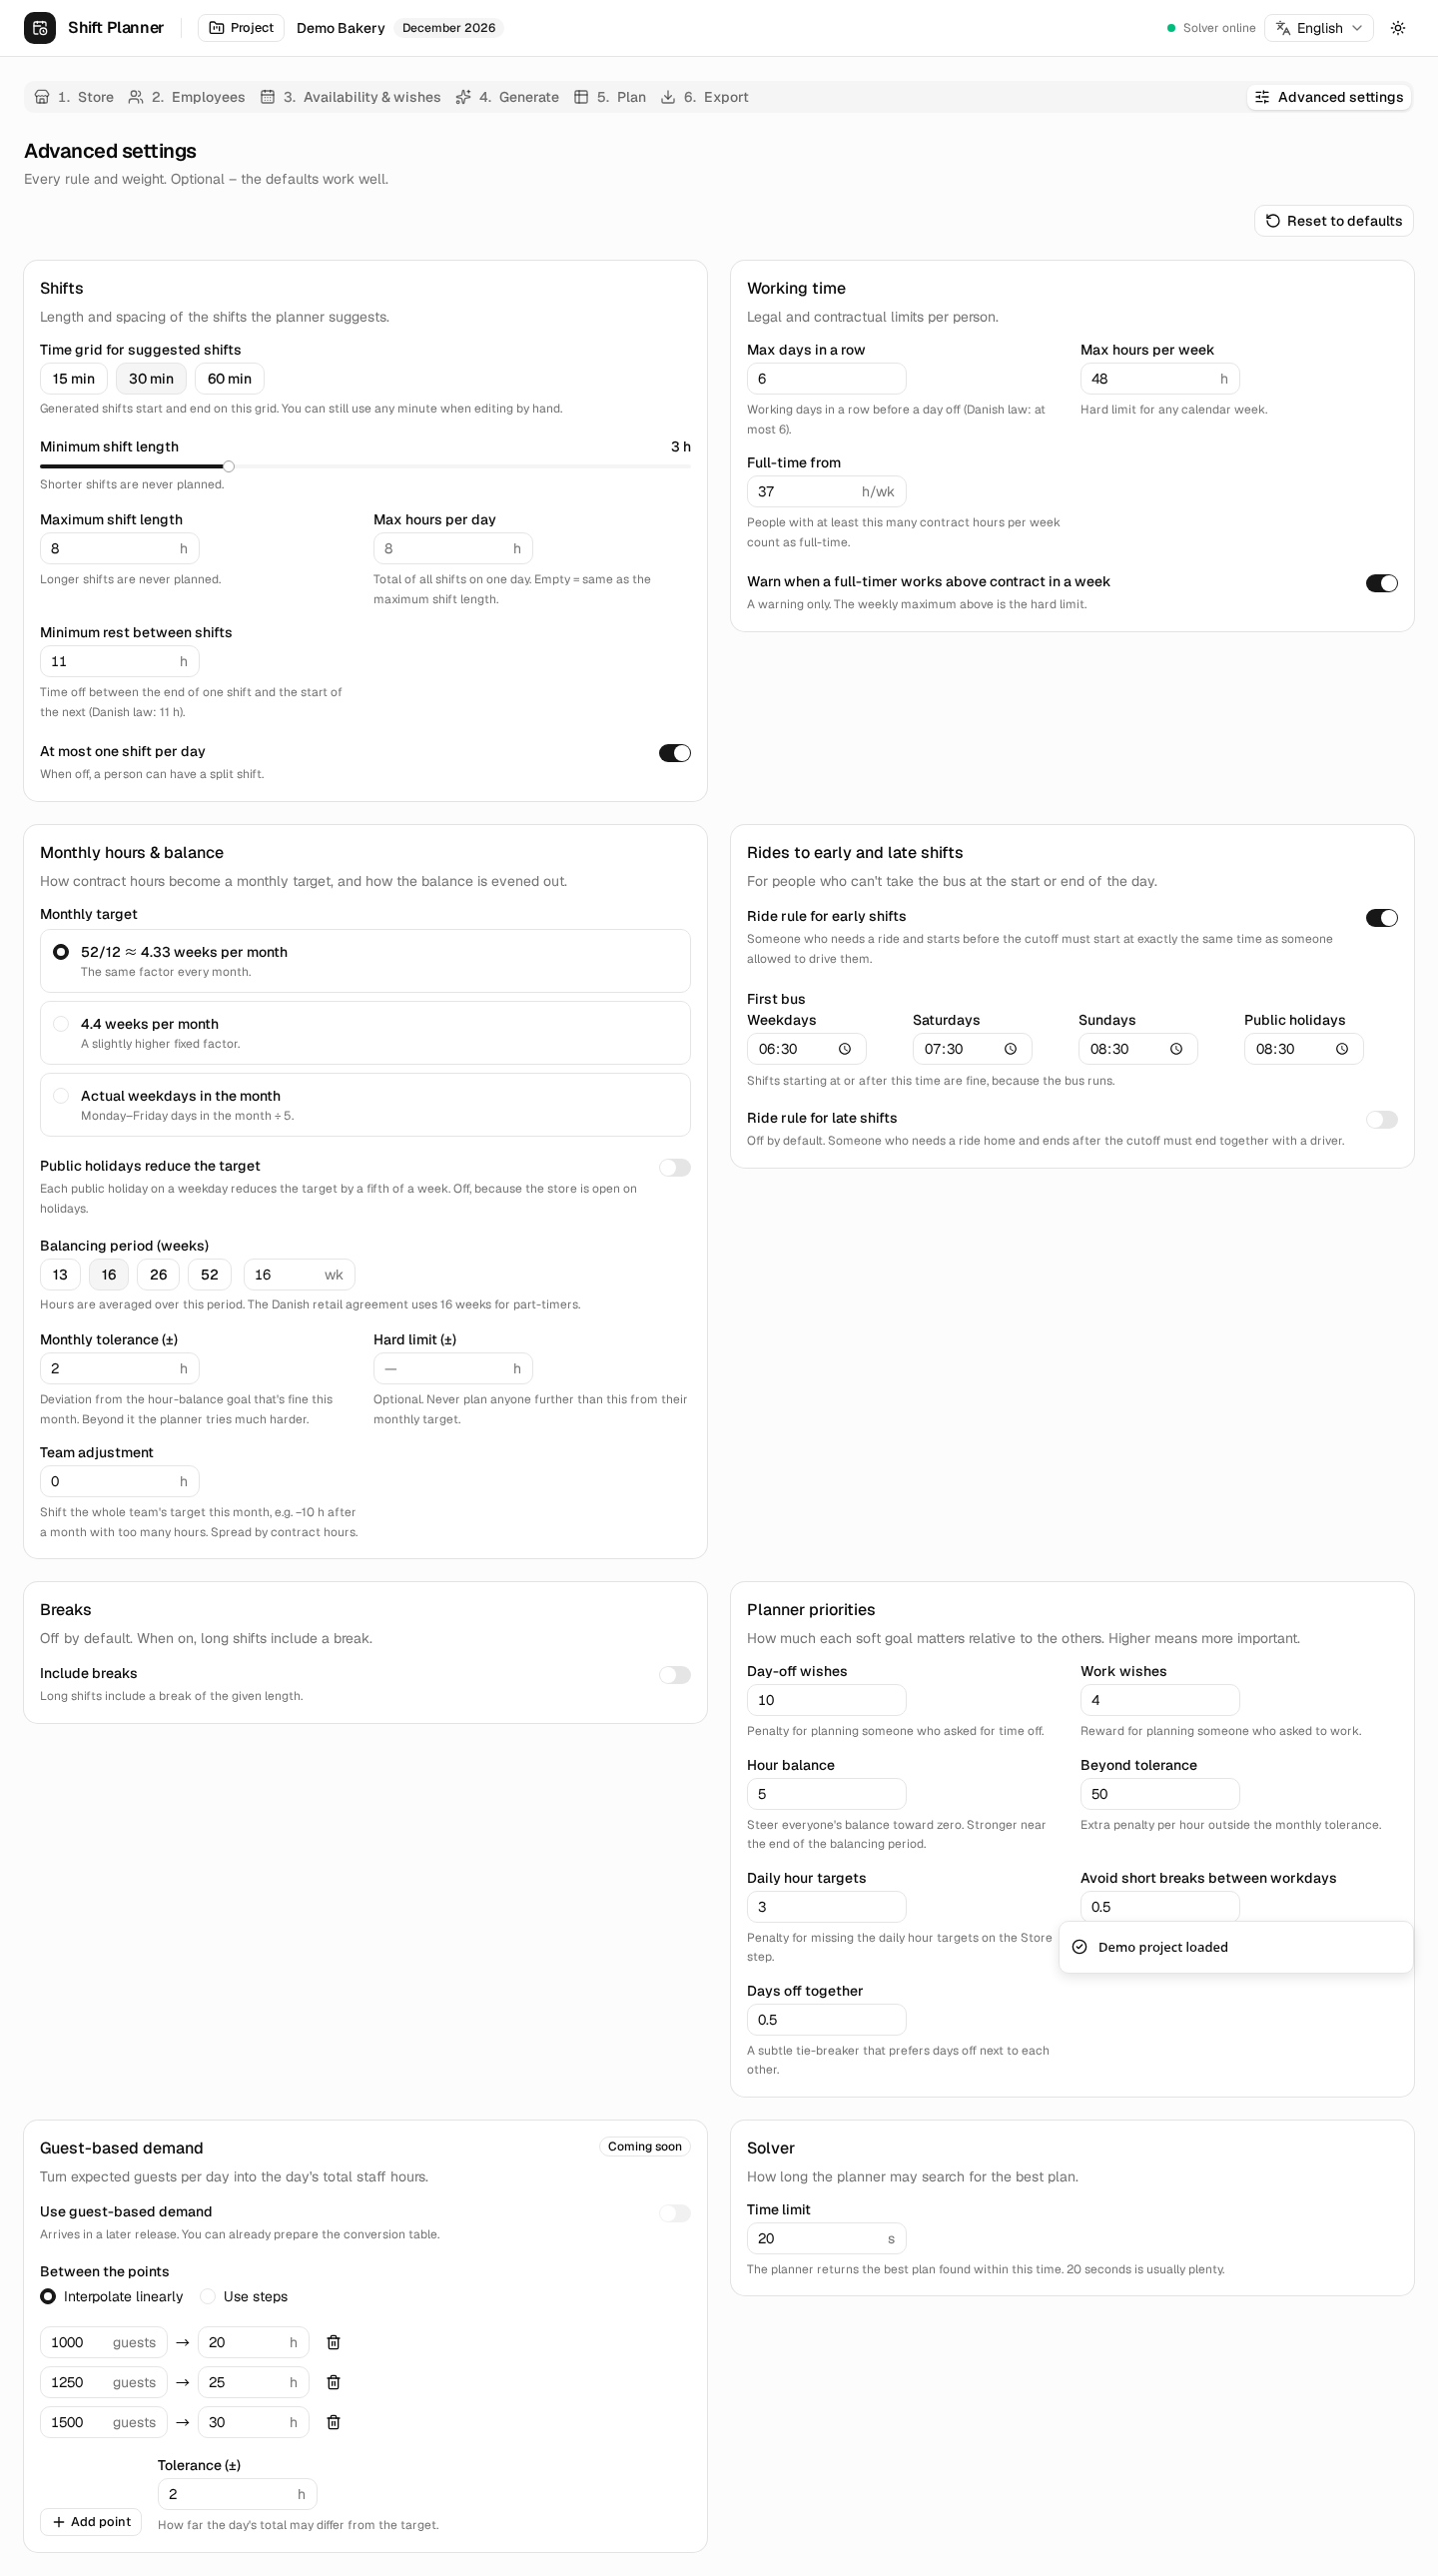 Shift Planner
Project
Demo Bakery
December 2026
Solver online
English
1. Store
2. Employees
3. Availability & wishes
4. Generate
5. Plan
6. Export
Advanced settings
Advanced settings
Every rule and weight. Optional – the defaults work well.
Reset to defaults
Shifts
Length and spacing of the shifts the planner suggests.
Time grid for suggested shifts
15 min
30 min
60 min
Generated shifts start and end on this grid. You can still use any minute when editing by hand.
Minimum shift length
3 h
Shorter shifts are never planned.
Maximum shift length
8 h
Longer shifts are never planned.
Max hours per day
8 h
Total of all shifts on one day. Empty = same as the
maximum shift length.
Minimum rest between shifts
11 h
Time off between the end of one shift and the start of
the next (Danish law: 11 h).
At most one shift per day
When off, a person can have a split shift.
Working time
Legal and contractual limits per person.
Max days in a row
6
Working days in a row before a day off (Danish law: at
most 6).
Max hours per week
48 h
Hard limit for any calendar week.
Full-time from
37 h/wk
People with at least this many contract hours per week
count as full-time.
Warn when a full-timer works above contract in a week
A warning only. The weekly maximum above is the hard limit.
Monthly hours & balance
How contract hours become a monthly target, and how the balance is evened out.
Monthly target
52/12 ≈ 4.33 weeks per month
The same factor every month.
4.4 weeks per month
A slightly higher fixed factor.
Actual weekdays in the month
Monday–Friday days in the month ÷ 5.
Public holidays reduce the target
Each public holiday on a weekday reduces the target by a fifth of a week. Off, because the store is open on
holidays.
Balancing period (weeks)
13
16
26
52
16 wk
Hours are averaged over this period. The Danish retail agreement uses 16 weeks for part-timers.
Monthly tolerance (±)
2 h
Deviation from the hour-balance goal that's fine this
month. Beyond it the planner tries much harder.
Hard limit (±)
— h
Optional. Never plan anyone further than this from their
monthly target.
Team adjustment
0 h
Shift the whole team's target this month, e.g. −10 h after
a month with too many hours. Spread by contract hours.
Rides to early and late shifts
For people who can't take the bus at the start or end of the day.
Ride rule for early shifts
Someone who needs a ride and starts before the cutoff must start at exactly the same time as someone
allowed to drive them.
First bus
Weekdays
Saturdays
Sundays
Public holidays
06:30
07:30
08:30
08:30
Shifts starting at or after this time are fine, because the bus runs.
Ride rule for late shifts
Off by default. Someone who needs a ride home and ends after the cutoff must end together with a driver.
Breaks
Off by default. When on, long shifts include a break.
Include breaks
Long shifts include a break of the given length.
Planner priorities
How much each soft goal matters relative to the others. Higher means more important.
Day-off wishes
10
Penalty for planning someone who asked for time off.
Work wishes
4
Reward for planning someone who asked to work.
Hour balance
5
Steer everyone's balance toward zero. Stronger near
the end of the balancing period.
Beyond tolerance
50
Extra penalty per hour outside the monthly tolerance.
Daily hour targets
3
Penalty for missing the daily hour targets on the Store
step.
Avoid short breaks between workdays
0.5
Demo project loaded
Days off together
0.5
A subtle tie-breaker that prefers days off next to each
other.
Guest-based demand
Coming soon
Turn expected guests per day into the day's total staff hours.
Use guest-based demand
Arrives in a later release. You can already prepare the conversion table.
Between the points
Interpolate linearly
Use steps
1000 guests → 20 h
1250 guests → 25 h
1500 guests → 30 h
Add point
Tolerance (±)
2 h
How far the day's total may differ from the target.
Solver
How long the planner may search for the best plan.
Time limit
20 s
The planner returns the best plan found within this time. 20 seconds is usually plenty.